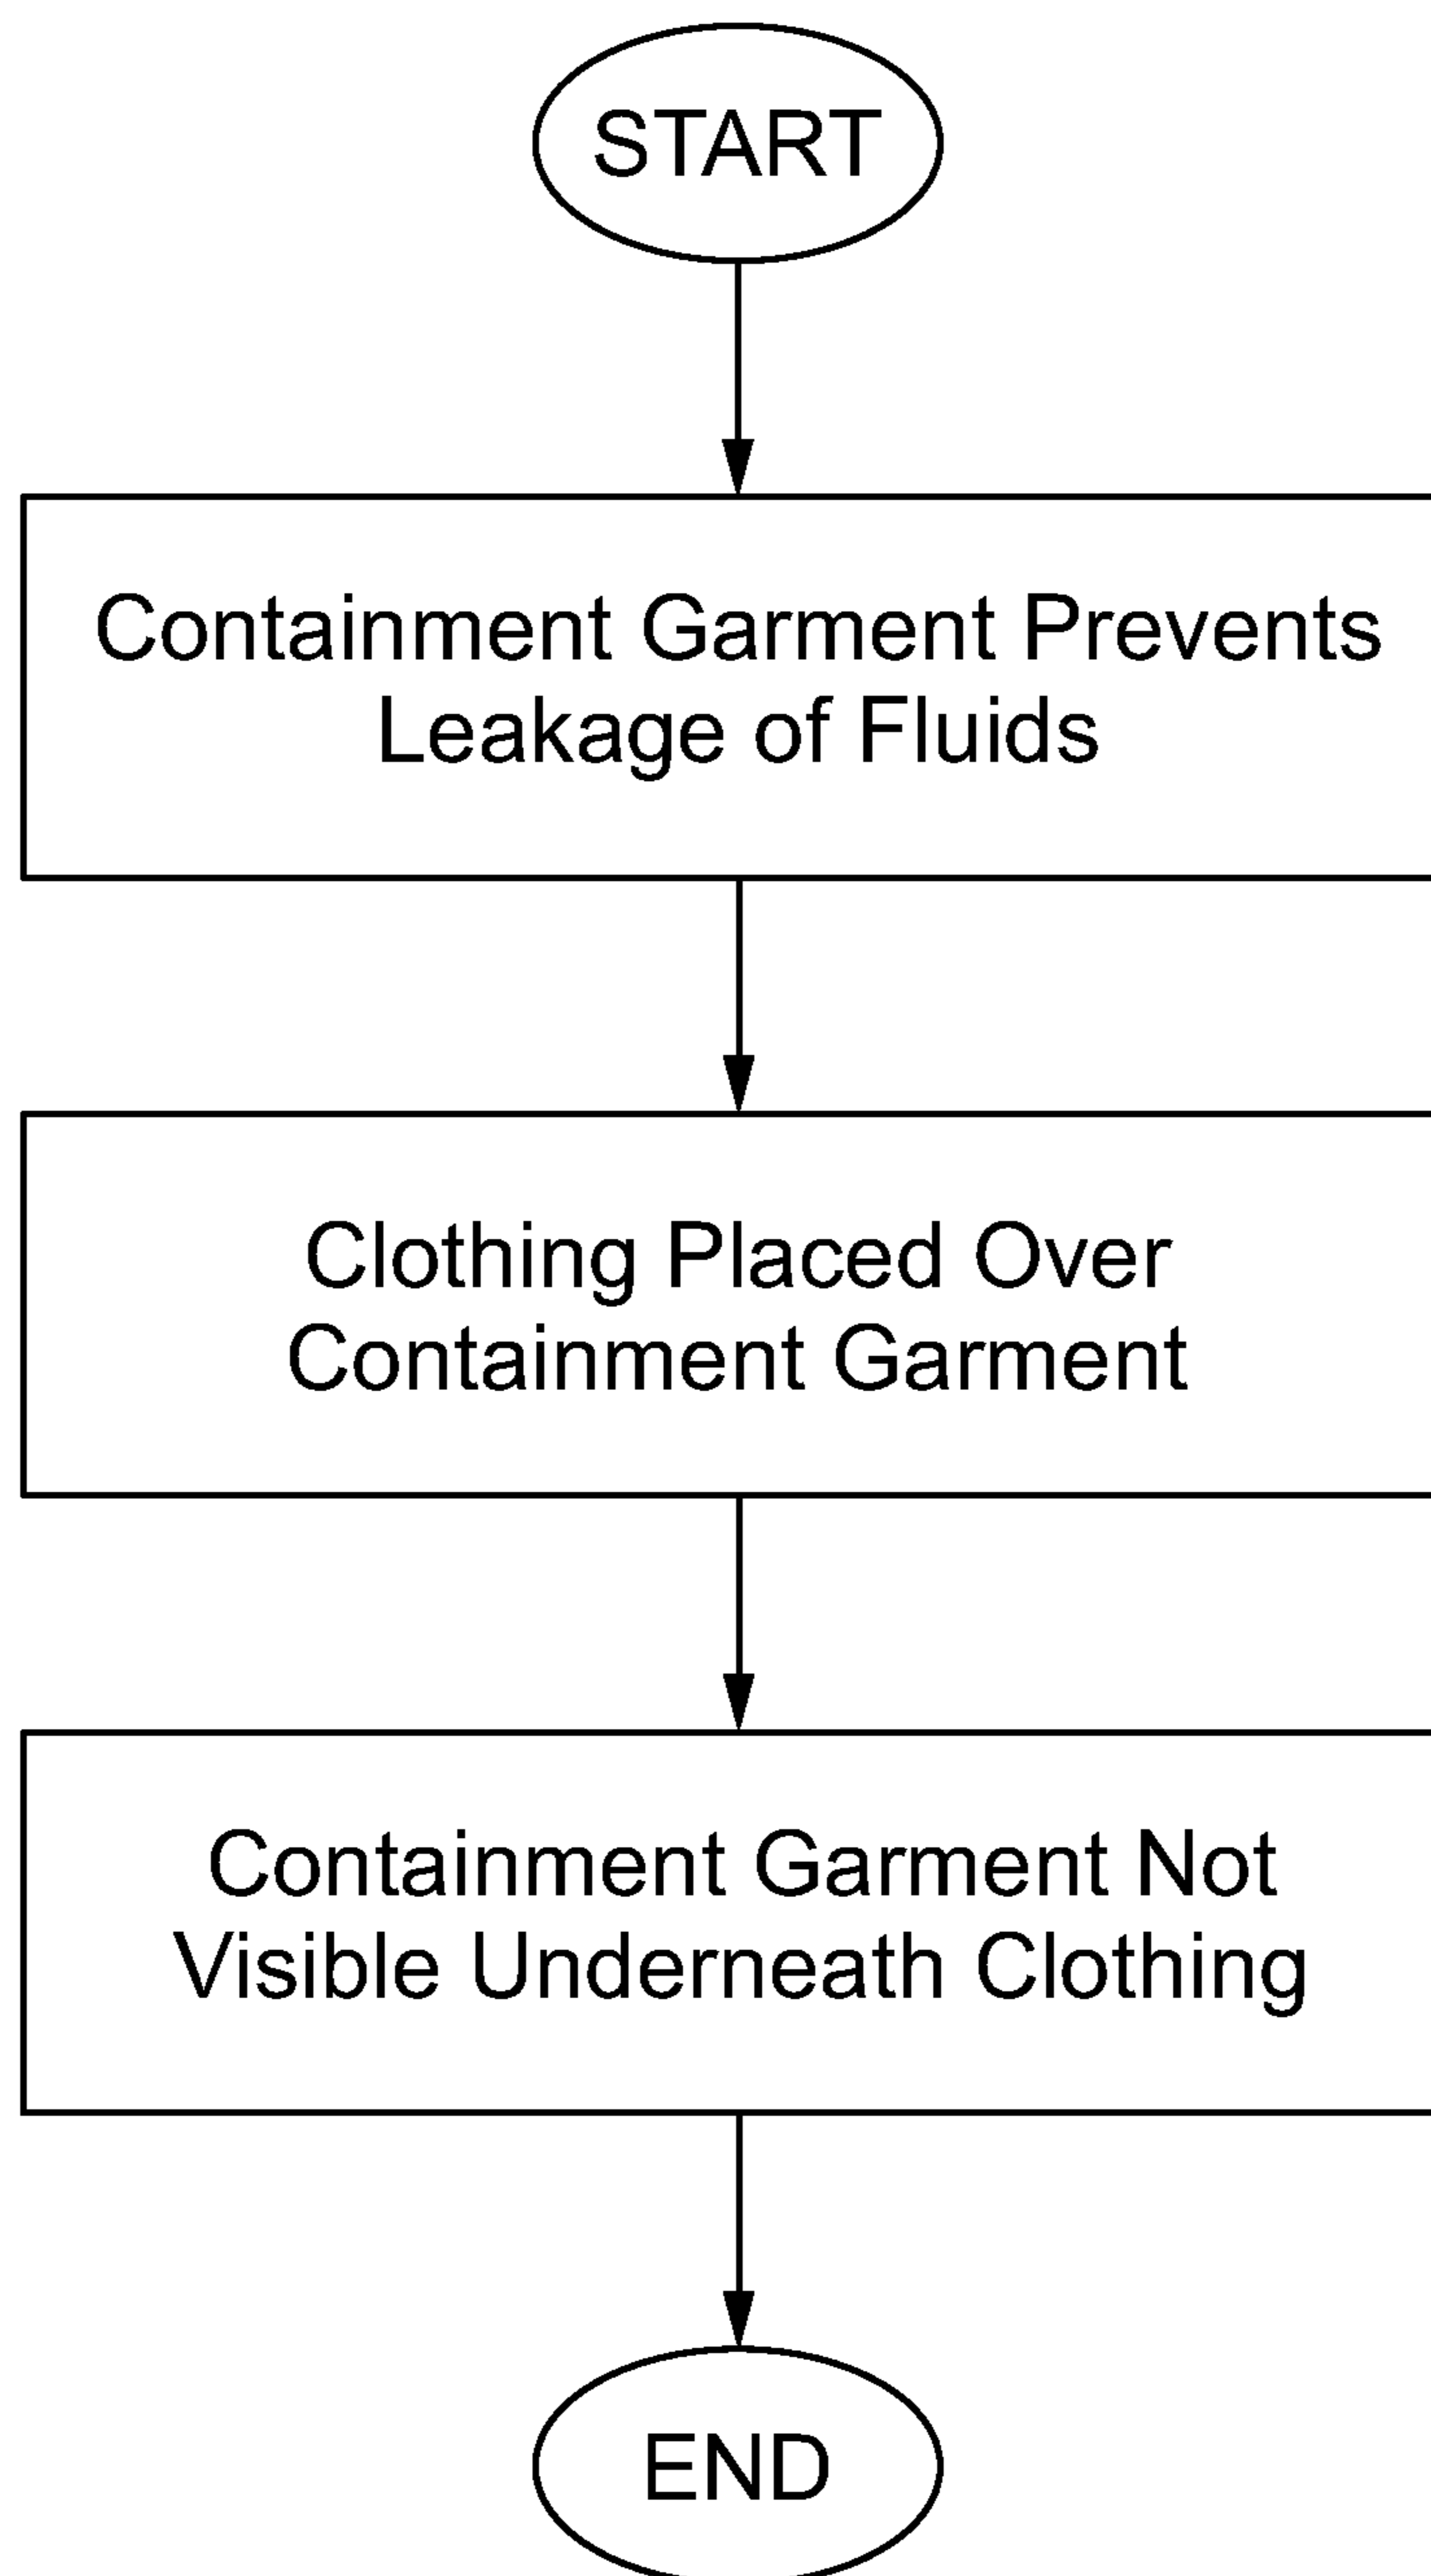 START
Containment Garment Prevents
Leakage of Fluids
Clothing Placed Over
Containment Garment
Containment Garment Not
Visible Underneath Clothing
END